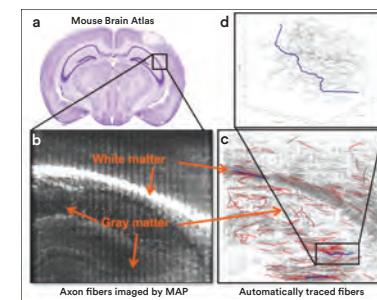 a
Mouse Brain Atlas
d
b
White matter
c
Gray matter
Axon fibers imaged by MAP
Automatically traced fibers